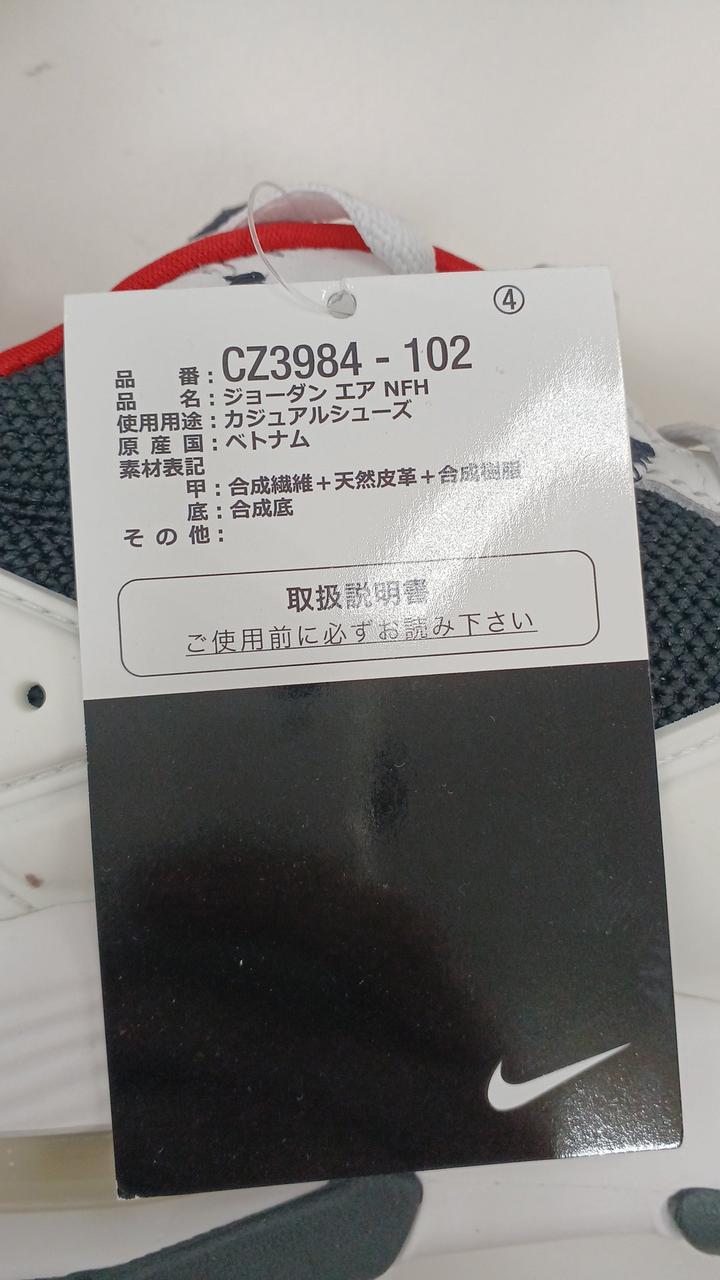 ④
品 番 : CZ3984 - 102
品 名 : ジョーダン エア NFH
使用用途 : カジュアルシューズ
原 産 国 : ベトナム
素材表記
甲 : 合成繊維+天然皮革+合成樹脂
底 : 合成底
そ の 他 :
取扱説明書
ご使用前に必ずお読み下さい